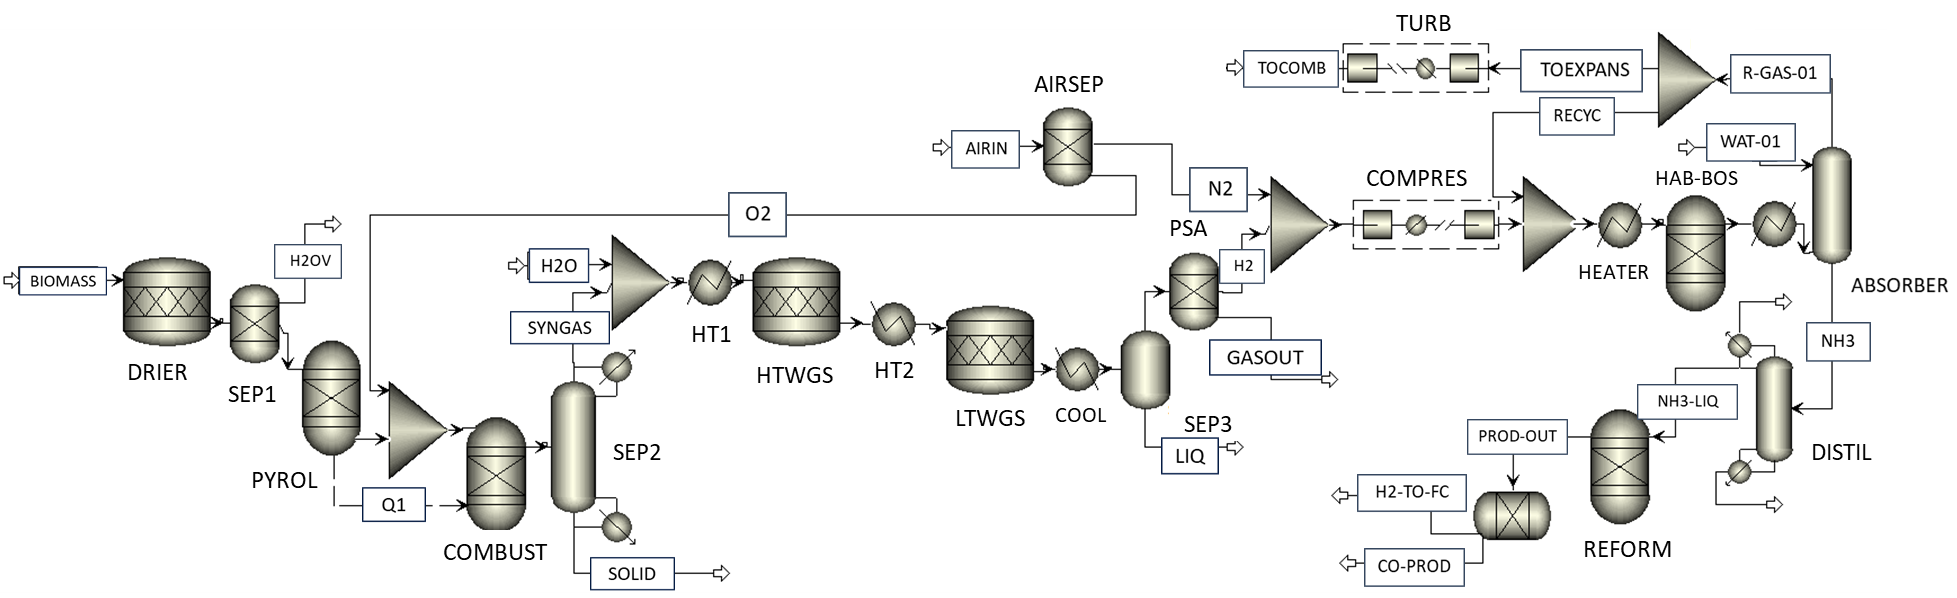 TURB
TOCOMB
TOEXPANS
R-GAS-01
AIRSEP
RECYC
AIRIN
WAT-01
COMPRES
HAB-BOS
N2
O2
PSA
H2OV
H2O
H2
BIOMASS
HEATER
ABSORBER
SYNGAS
HT1
NH3
GASOUT
DRIER
HTWGS
HT2
SEP1
LTWGS
COOL
NH3-LIQ
SEP3
PROD-OUT
SEP2
DISTIL
LIQ
PYROL
H2-TO-FC
Q1
COMBUST
REFORM
CO-PROD
SOLID